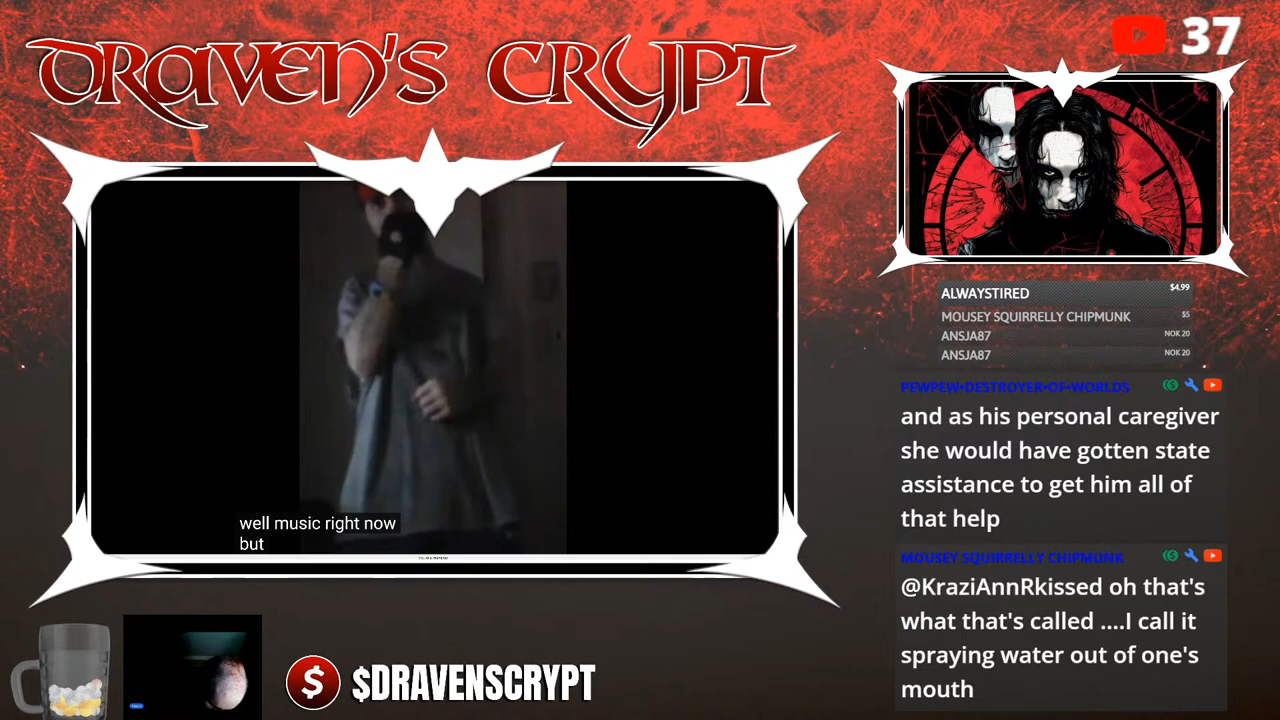 DRAVEN'S CRYPT
37
ALWAYSTIRED $4.99
MOUSEY SQUIRRELLY CHIPMUNK $5
ANSJA87 NOK 20
ANSJA87 NOK 20
PEWPEW•DESTROYER•OF•WORLDS
and as his personal caregiver
she would have gotten state
assistance to get him all of
that help
MOUSEY SQUIRRELLY CHIPMUNK
@KraziAnnRkissed oh that's
what that's called ....I call it
spraying water out of one's
mouth
well music right now
but
$ $DRAVENSCRYPT